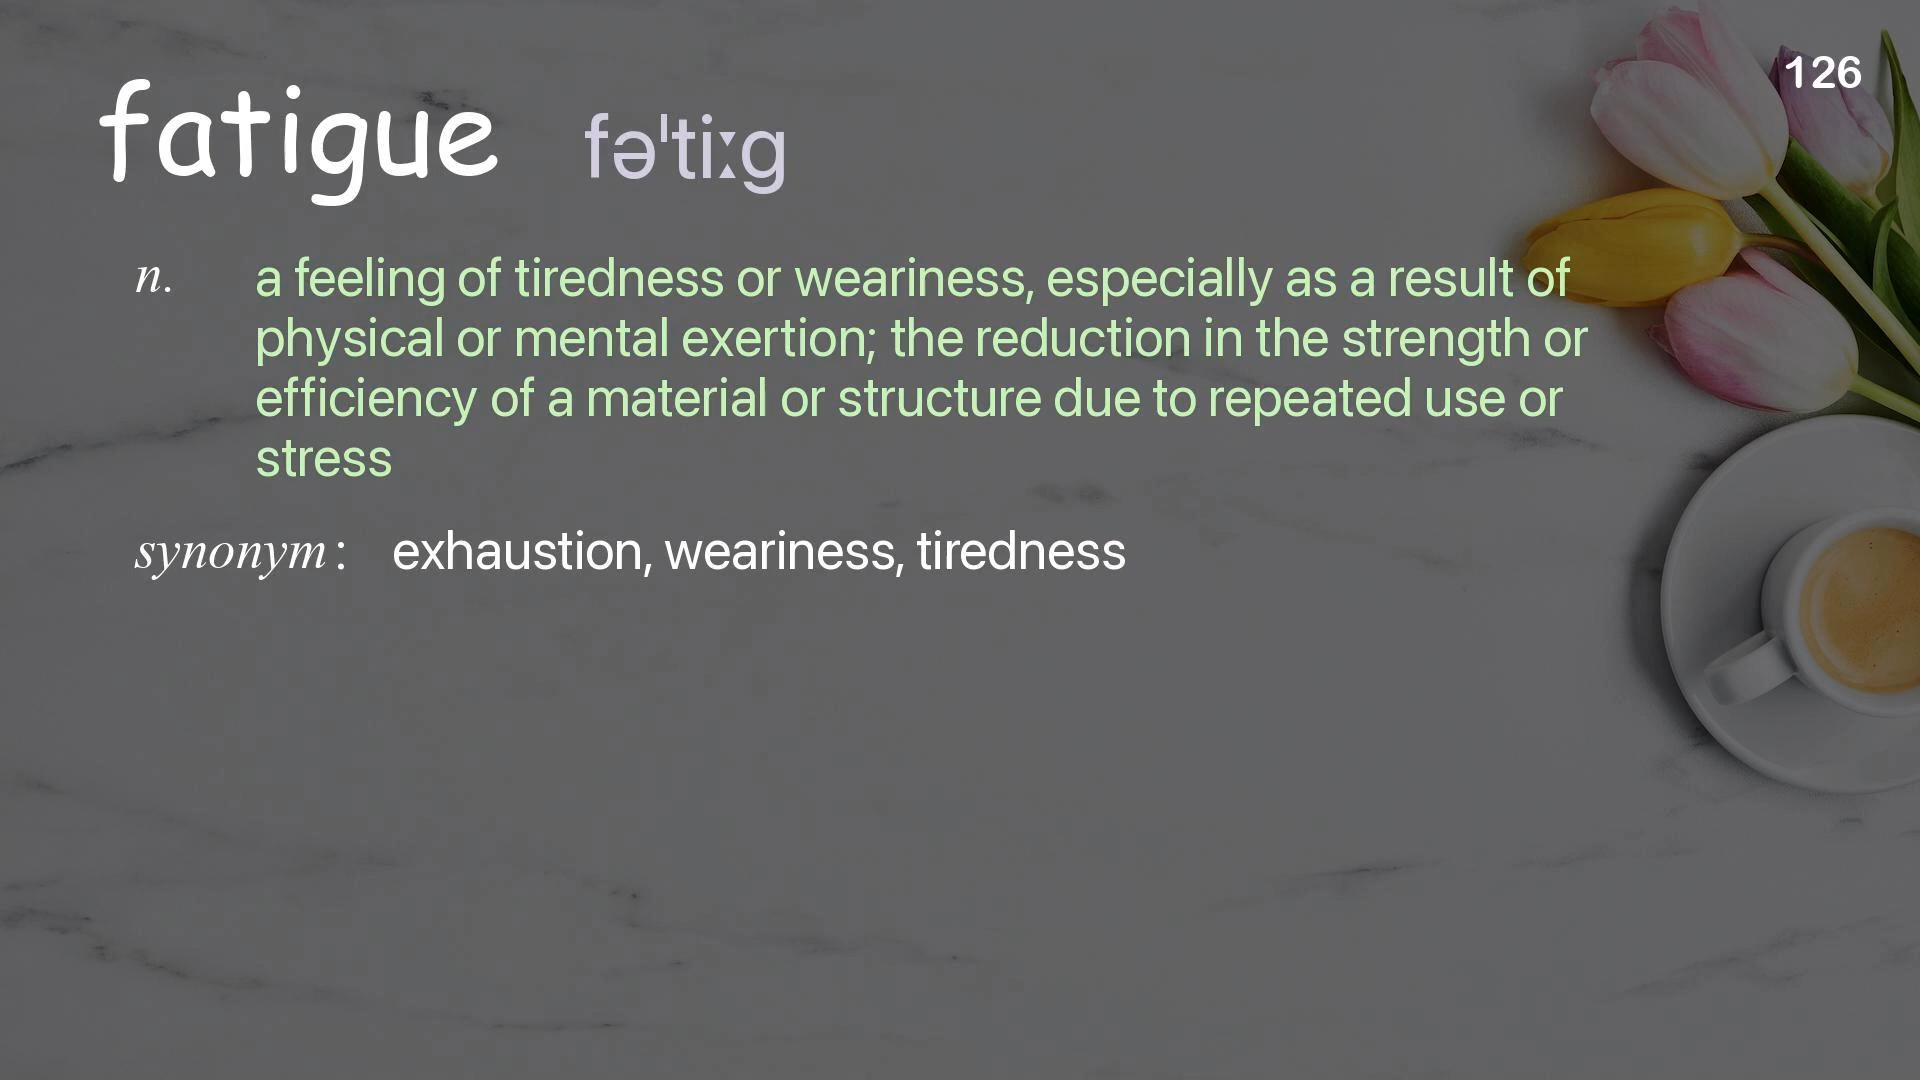 126
fatigue fəˈtiːg
n. a feeling of tiredness or weariness, especially as a result of
physical or mental exertion; the reduction in the strength or
efficiency of a material or structure due to repeated use or
stress
synonym : exhaustion, weariness, tiredness